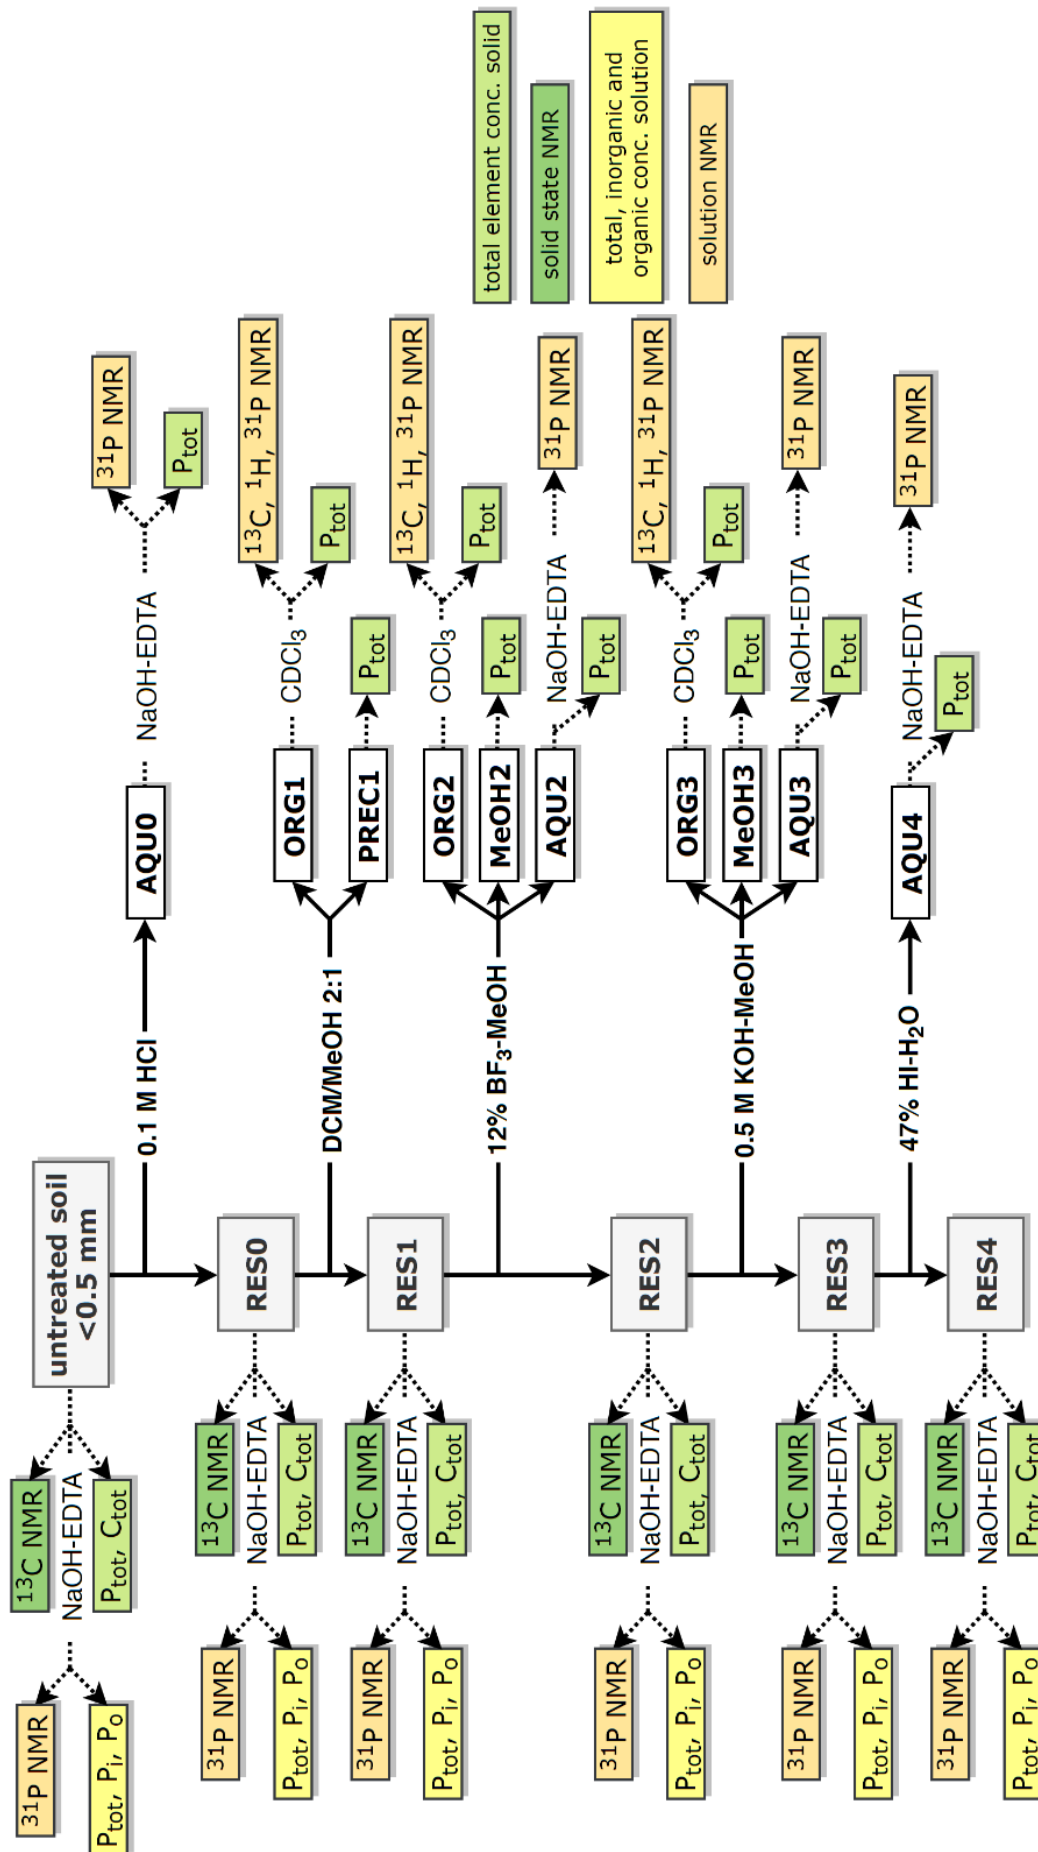 untreated soil
<0.5 mm
¹³C NMR
NaOH-EDTA
Pₜₒₜ, Cₜₒₜ
³¹P NMR
Pₜₒₜ, Pᵢ, Pₒ
0.1 M HCl
AQU0
NaOH-EDTA
³¹P NMR
Pₜₒₜ
RES0
¹³C NMR
NaOH-EDTA
Pₜₒₜ, Cₜₒₜ
³¹P NMR
Pₜₒₜ, Pᵢ, Pₒ
DCM/MeOH 2:1
ORG1
CDCl₃
¹³C, ¹H, ³¹P NMR
Pₜₒₜ
PREC1
Pₜₒₜ
RES1
¹³C NMR
NaOH-EDTA
Pₜₒₜ, Cₜₒₜ
³¹P NMR
Pₜₒₜ, Pᵢ, Pₒ
12% BF₃-MeOH
ORG2
CDCl₃
¹³C, ¹H, ³¹P NMR
Pₜₒₜ
MeOH2
Pₜₒₜ
AQU2
NaOH-EDTA
³¹P NMR
Pₜₒₜ
RES2
¹³C NMR
NaOH-EDTA
Pₜₒₜ, Cₜₒₜ
³¹P NMR
Pₜₒₜ, Pᵢ, Pₒ
0.5 M KOH-MeOH
ORG3
CDCl₃
¹³C, ¹H, ³¹P NMR
Pₜₒₜ
MeOH3
Pₜₒₜ
AQU3
NaOH-EDTA
³¹P NMR
Pₜₒₜ
RES3
¹³C NMR
NaOH-EDTA
Pₜₒₜ, Cₜₒₜ
³¹P NMR
Pₜₒₜ, Pᵢ, Pₒ
47% HI-H₂O
AQU4
NaOH-EDTA
³¹P NMR
Pₜₒₜ
RES4
¹³C NMR
NaOH-EDTA
Pₜₒₜ, Cₜₒₜ
³¹P NMR
Pₜₒₜ, Pᵢ, Pₒ
total element conc. solid
solid state NMR
total, inorganic and
organic conc. solution
solution NMR